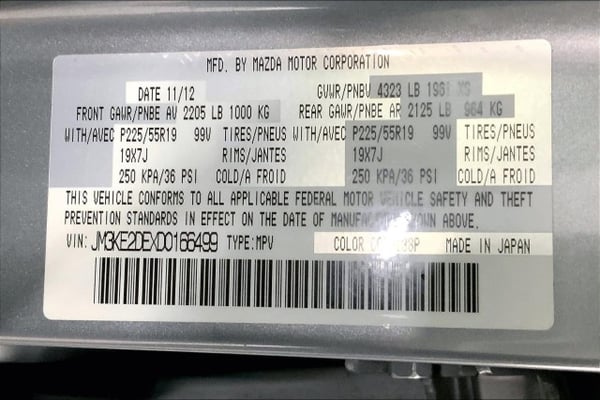 MFD. BY MAZDA MOTOR CORPORATION
DATE 11/12 GVWR/PNBV 4323 LB 1961 KG
FRONT GAWR/PNBE AV 2205 LB 1000 KG REAR GAWR/PNBE AR 2125 LB 964 KG
WITH/AVEC P225/55R19 99V TIRES/PNEUS WITH/AVEC P225/55R19 99V TIRES/PNEUS
19X7J RIMS/JANTES 19X7J RIMS/JANTES
250 KPA/36 PSI COLD/A FROID 250 KPA/36 PSI COLD/A FROID
THIS VEHICLE CONFORMS TO ALL APPLICABLE FEDERAL MOTOR VEHICLE SAFETY AND THEFT
PREVENTION STANDARDS IN EFFECT ON THE DATE OF MANUFACTURE SHOWN ABOVE.
VIN: JM3KE2DEXD0166499 TYPE:MPV COLOR MADE IN JAPAN